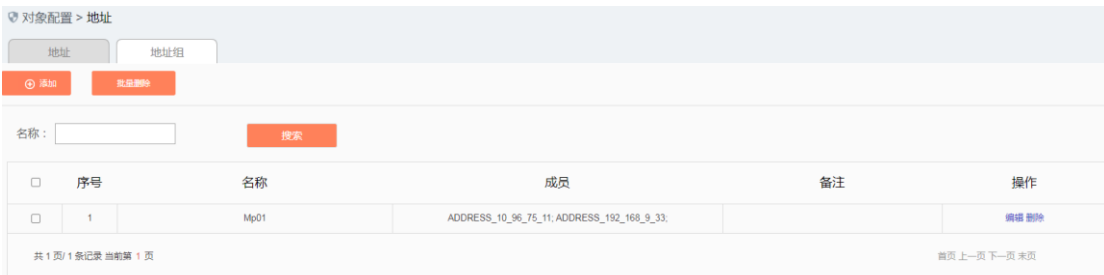 对象配置 > 地址
地址 地址组
添加 批量删除
名称： 搜索
序号 名称 成员 备注 操作
1 Mp01 ADDRESS_10_96_75_11; ADDRESS_192_168_9_33; 编辑 删除
共 1 页/ 1 条记录 当前第 1 页 首页 上一页 下一页 末页